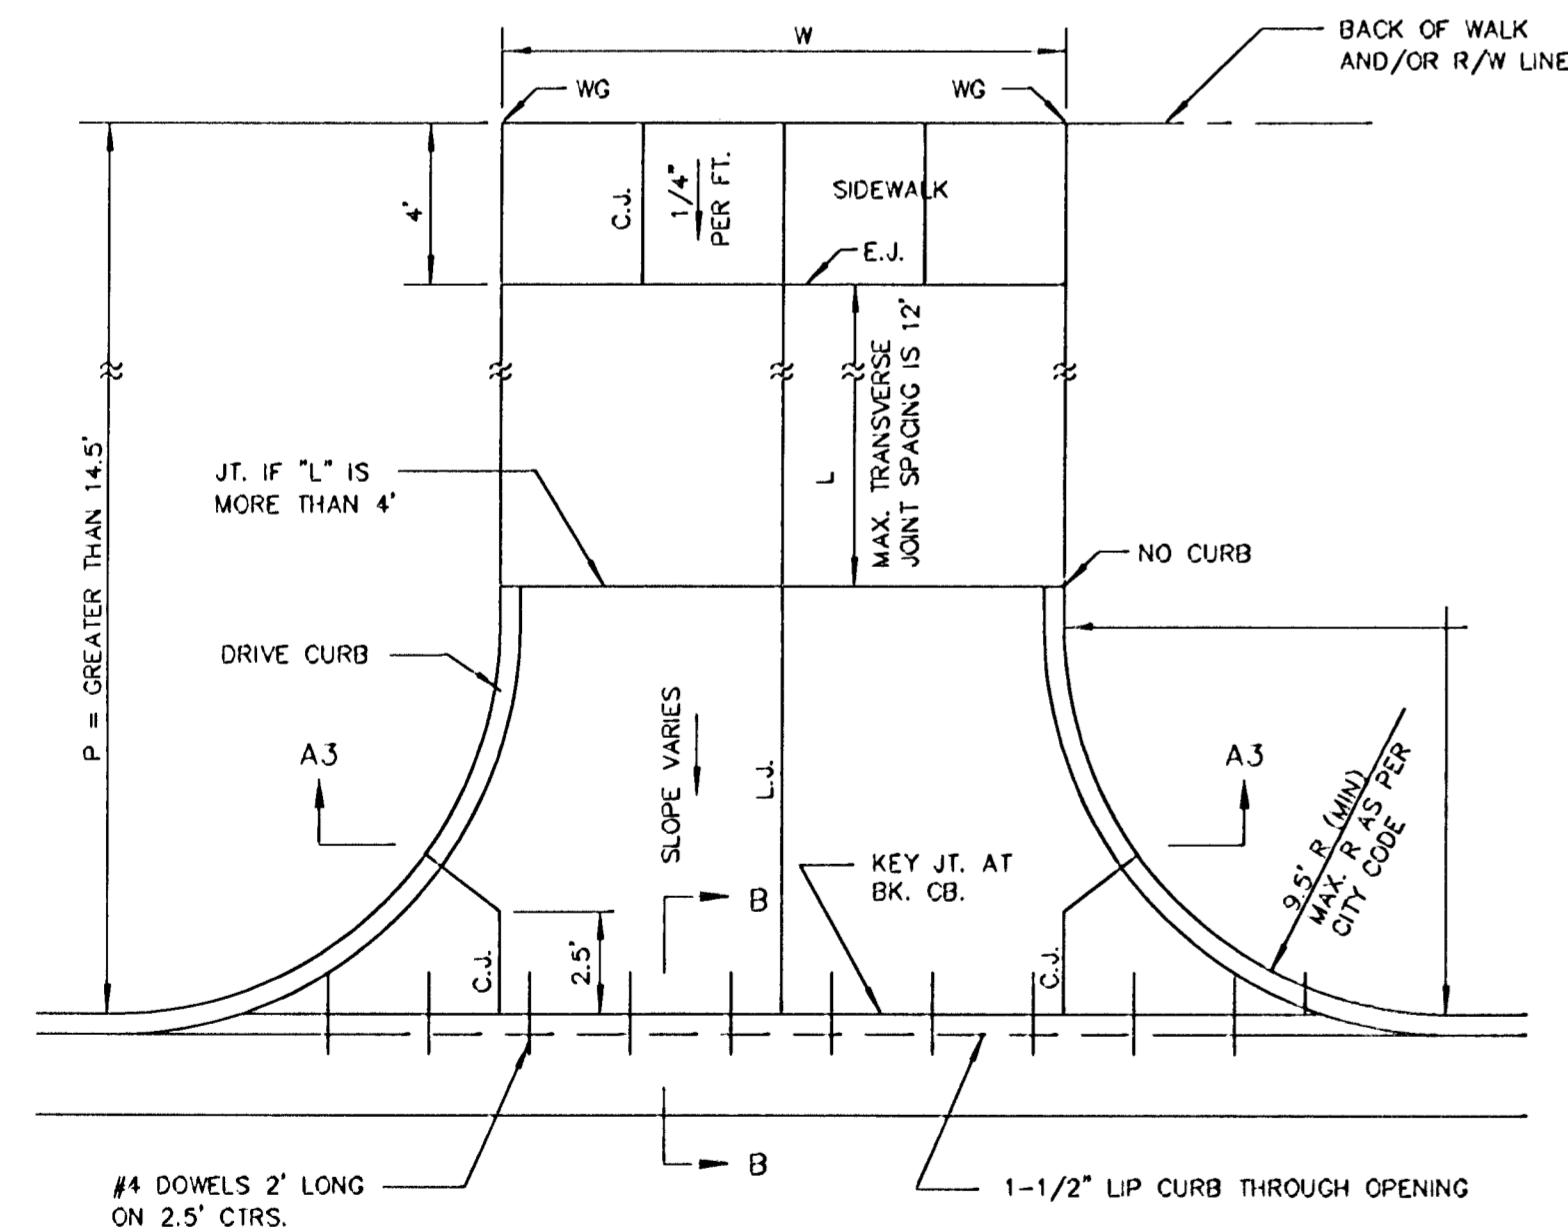 W
BACK OF WALK
AND/OR R/W LINE
WG
WG
4'
C.J.
1/4"
PER FT.
SIDEWALK
E.J.
P = GREATER THAN 14.5'
JT. IF "L" IS
MORE THAN 4'
L
MAX. TRANSVERSE
JOINT SPACING IS 12'
NO CURB
DRIVE CURB
A3
SLOPE VARIES
L.J.
A3
9.5' R (MIN)
MAX. R AS PER
CITY CODE
KEY JT. AT
BK. CB.
B
C.J.
2.5'
C.J.
B
#4 DOWELS 2' LONG
ON 2.5' CTRS.
1-1/2" LIP CURB THROUGH OPENING